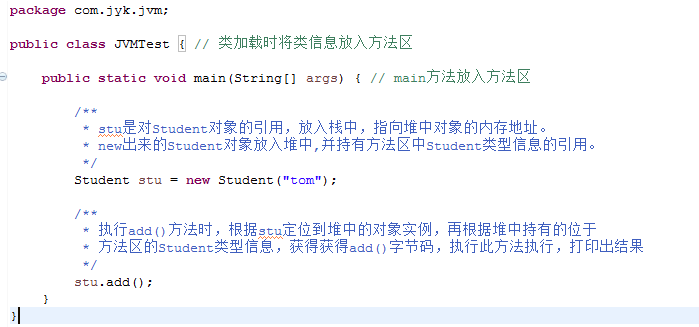 package com.jyk.jvm;
public class JVMTest { // 类加载时将类信息放入方法区
public static void main(String[] args) { // main方法放入方法区
/**
* stu是对Student对象的引用，放入栈中，指向堆中对象的内存地址。
* new出来的Student对象放入堆中,并持有方法区中Student类型信息的引用。
*/
Student stu = new Student("tom");
/**
* 执行add()方法时，根据stu定位到堆中的对象实例，再根据堆中持有的位于
* 方法区的Student类型信息，获得获得add()字节码，执行此方法执行，打印出结果
*/
stu.add();
}
}